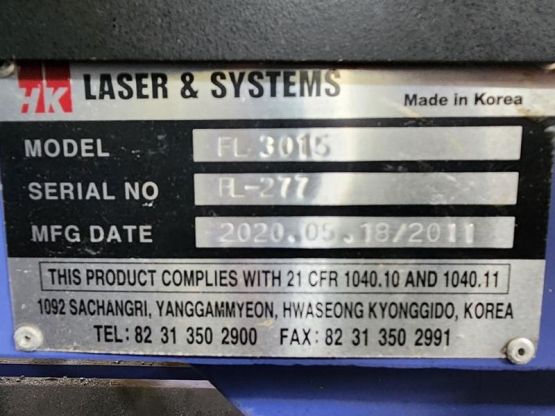 HK LASER & SYSTEMS
Made in Korea
MODEL FL-3015
SERIAL NO FL-277
MFG DATE 2020.05.18/2011
THIS PRODUCT COMPLIES WITH 21 CFR 1040.10 AND 1040.11
1092 SACHANGRI, YANGGAMMYEON, HWASEONG KYONGGIDO, KOREA
TEL: 82 31 350 2900 FAX: 82 31 350 2991